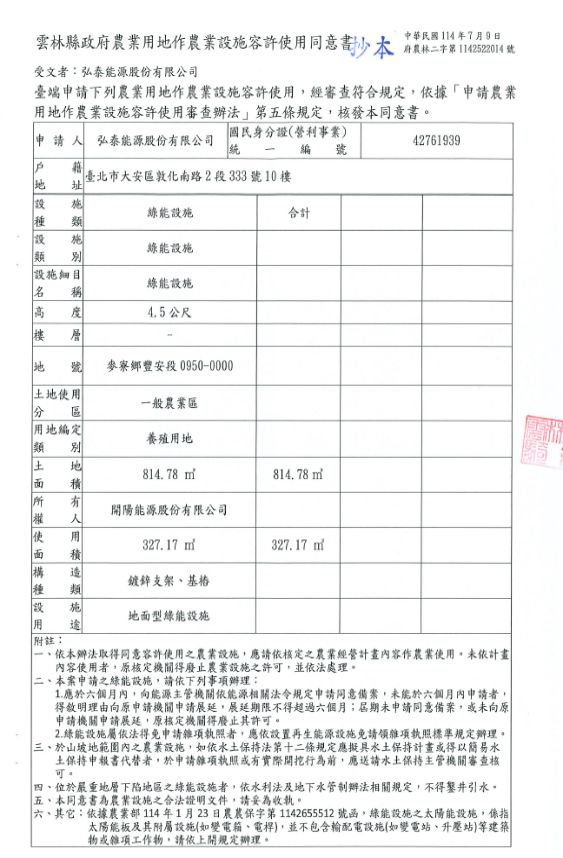 雲林縣政府農業用地作農業設施容許使用同意書
抄本
中華民國 114 年 7 月 9 日
府農林二字第 1142522014 號
受文者：弘泰能源股份有限公司
臺端申請下列農業用地作農業設施容許使用，經審查符合規定，依據「申請農業
用地作農業設施容許使用審查辦法」第五條規定，核發本同意書。
申請人 弘泰能源股份有限公司 國民身分證(營利事業)統一編號 42761939
戶籍地址 臺北市大安區敦化南路 2 段 333 號 10 樓
設施種類 綠能設施 合計
設施類別 綠能設施
設施細目名稱 綠能設施
高度 4.5 公尺
樓層 -
地號 麥寮鄉豐安段 0950-0000
土地使用分區 一般農業區
用地編定類別 養殖用地
土地面積 814.78 ㎡ 814.78 ㎡
所有權人 開陽能源股份有限公司
使用面積 327.17 ㎡ 327.17 ㎡
構造種類 鍍鋅支架、基樁
設施用途 地面型綠能設施
附註：
一、依本辦法取得同意容許使用之農業設施，應請依核定之農業經營計畫內容作農業使用。未依計畫
內容使用者，原核定機關得廢止農業設施之許可，並依法處理。
二、本案申請之綠能設施，請依下列事項辦理：
1.應於六個月內，向能源主管機關依能源相關法令規定申請同意備案，未能於六個月內申請者，
得敘明理由向原申請機關申請展延，展延期限不得超過六個月；屆期未申請同意備案，或未向原
申請機關申請展延，原核定機關得廢止其許可。
2.綠能設施屬依法得免申請雜項執照者，應依設置再生能源設施免請領雜項執照標準規定辦理。
三、於山坡地範圍內之農業設施，如依水土保持法第十二條規定應擬具水土保持計畫或得以簡易水
土保持申報書代替者，於申請雜項執照或有實際開挖行為前，應送請水土保持主管機關審查核
可。
四、位於嚴重地層下陷地區之綠能設施者，依水利法及地下水管制辦法相關規定，不得鑿井引水。
五、本同意書為農業設施之合法證明文件，請妥為收執。
六、其它：依據農業部 114 年 1 月 23 日農農保字第 1142655512 號函，綠能設施之太陽能設施，係指
太陽能板及其附屬設施(如變電箱、電桿)，並不包含輸配電設施(如變電站、升壓站)等建築
物或雜項工作物，請依上開規定辦理。